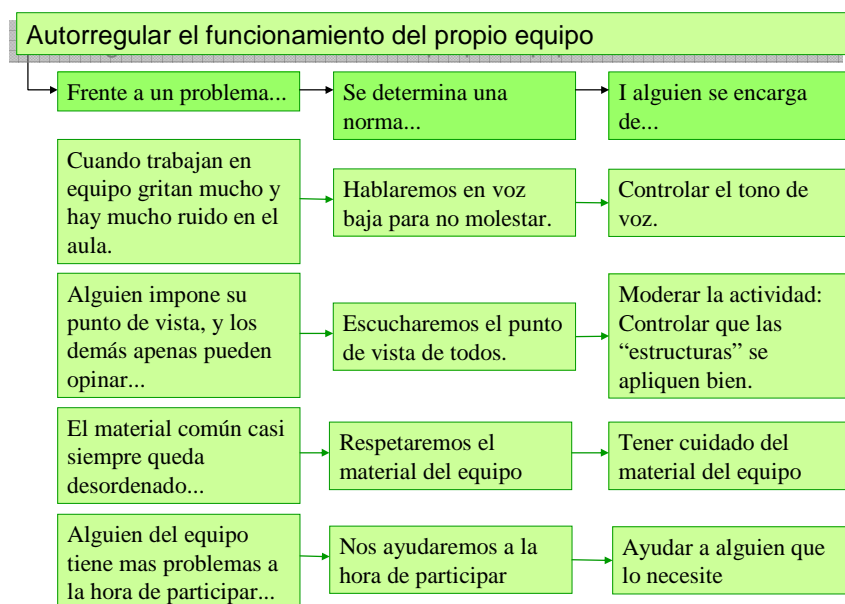 Autorregular el funcionamiento del propio equipo
Frente a un problema...
Se determina una
norma...
I alguien se encarga
de...
Cuando trabajan en
equipo gritan mucho y
hay mucho ruido en el
aula.
Hablaremos en voz
baja para no molestar.
Controlar el tono de
voz.
Alguien impone su
punto de vista, y los
demás apenas pueden
opinar...
Escucharemos el punto
de vista de todos.
Moderar la actividad:
Controlar que las
“estructuras” se
apliquen bien.
El material común casi
siempre queda
desordenado...
Respetaremos el
material del equipo
Tener cuidado del
material del equipo
Alguien del equipo
tiene mas problemas a
la hora de participar...
Nos ayudaremos a la
hora de participar
Ayudar a alguien que
lo necesite